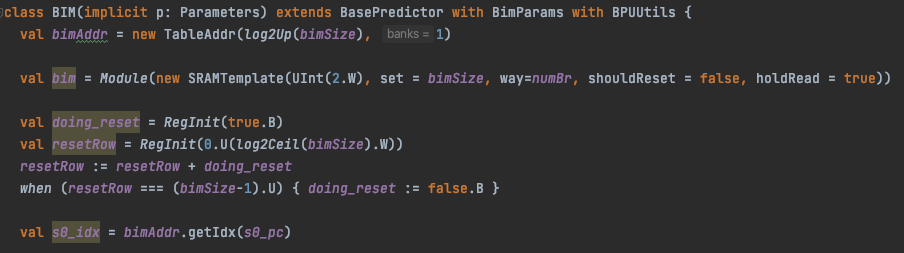 class BIM(implicit p: Parameters) extends BasePredictor with BimParams with BPUUtils {
val bimAddr = new TableAddr(log2Up(bimSize), banks = 1)
val bim = Module(new SRAMTemplate(UInt(2.W), set = bimSize, way=numBr, shouldReset = false, holdRead = true))
val doing_reset = RegInit(true.B)
val resetRow = RegInit(0.U(log2Ceil(bimSize).W))
resetRow := resetRow + doing_reset
when (resetRow === (bimSize-1).U) { doing_reset := false.B }
val s0_idx = bimAddr.getIdx(s0_pc)